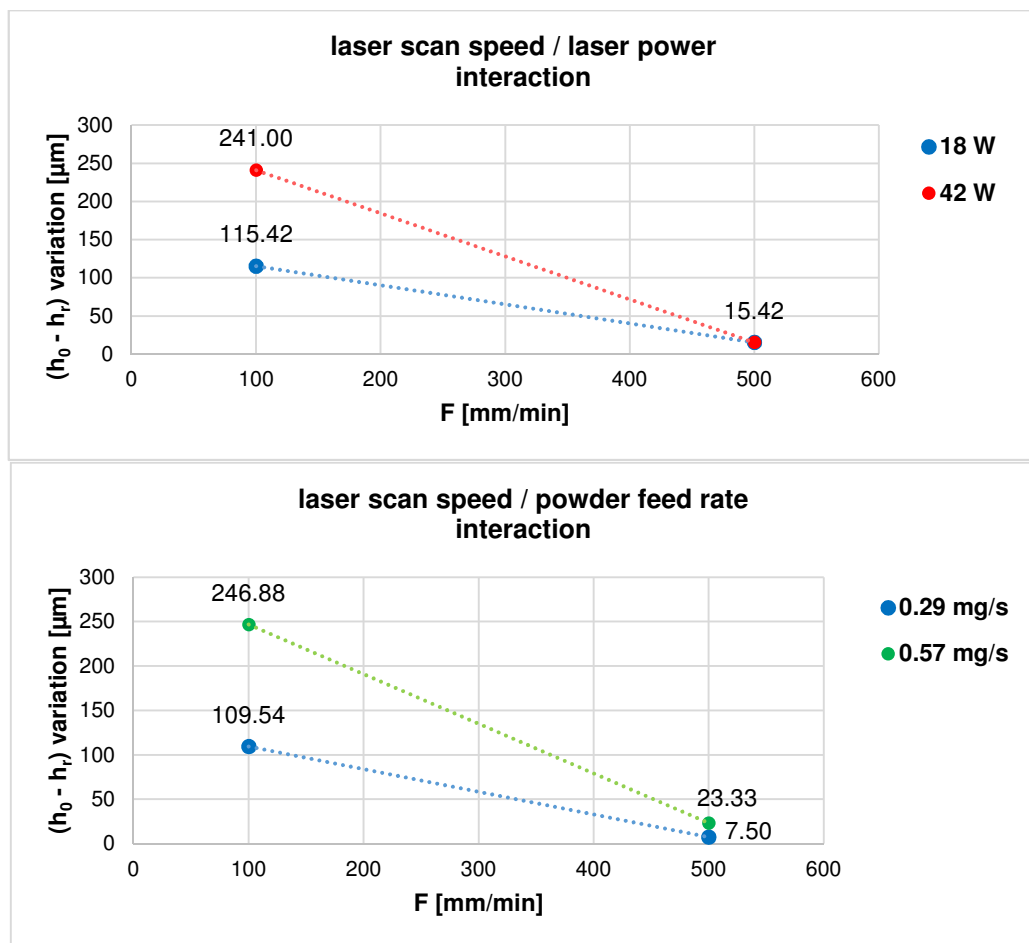 laser scan speed / laser power
interaction
(h0 - hr) variation [µm]
300
250
200
150
100
50
0
241.00
115.42
15.42
0 100 200 300 400 500 600
F [mm/min]
18 W
42 W
laser scan speed / powder feed rate
interaction
(h0 - hr) variation [µm]
300
250
200
150
100
50
0
246.88
109.54
23.33
7.50
0 100 200 300 400 500 600
F [mm/min]
0.29 mg/s
0.57 mg/s